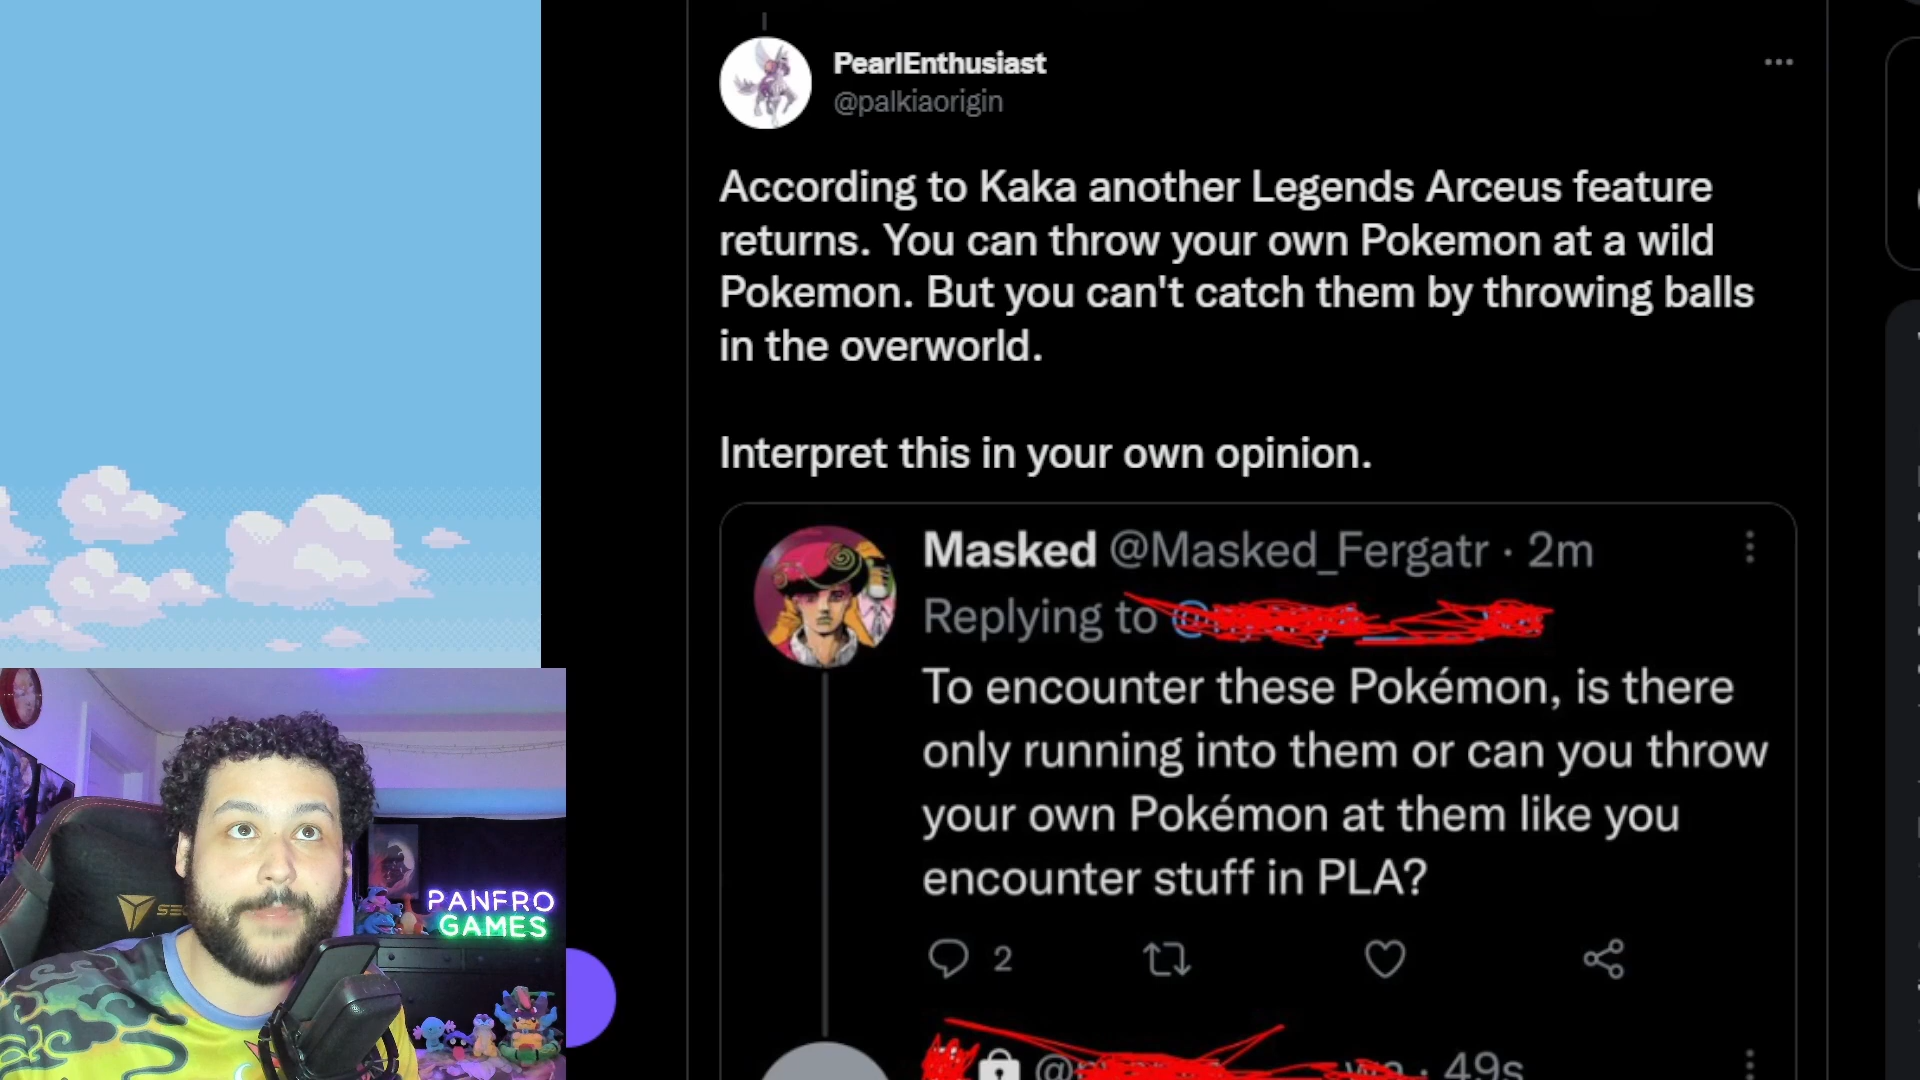 PearlEnthusiast
@palkiaorigin
According to Kaka another Legends Arceus feature
returns. You can throw your own Pokemon at a wild
Pokemon. But you can't catch them by throwing balls
in the overworld.
Interpret this in your own opinion.
Masked @Masked_Fergatr · 2m
Replying to
To encounter these Pokémon, is there
only running into them or can you throw
your own Pokémon at them like you
encounter stuff in PLA?
2
49s
PANFRO
GAMES